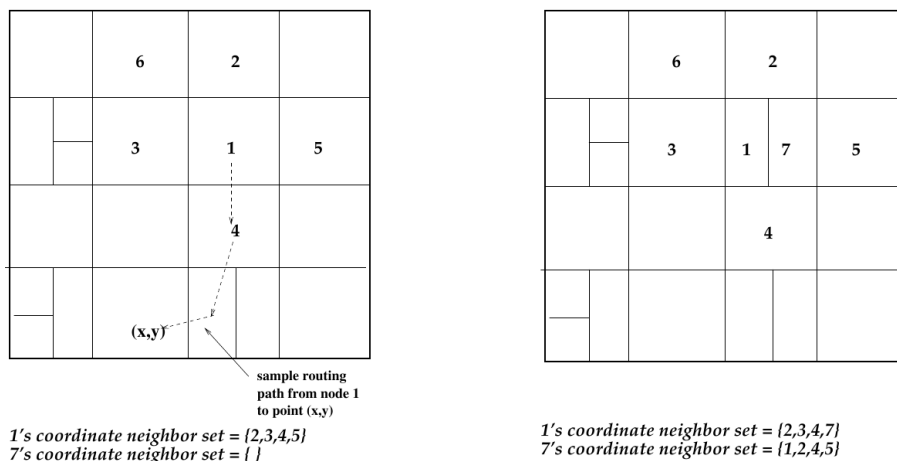 6 2
3 1 5
4
(x,y)
sample routing
path from node 1
to point (x,y)
1's coordinate neighbor set = {2,3,4,5}
7's coordinate neighbor set = { }
6 2
3 1 7 5
4
1's coordinate neighbor set = {2,3,4,7}
7's coordinate neighbor set = {1,2,4,5}